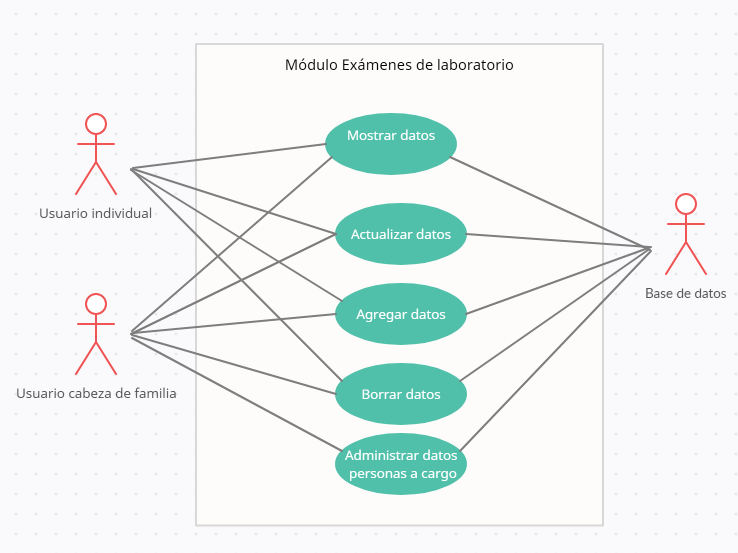 Módulo Exámenes de laboratorio
Mostrar datos
Usuario individual
Actualizar datos
Base de datos
Agregar datos
Usuario cabeza de familia
Borrar datos
Administrar datos
personas a cargo